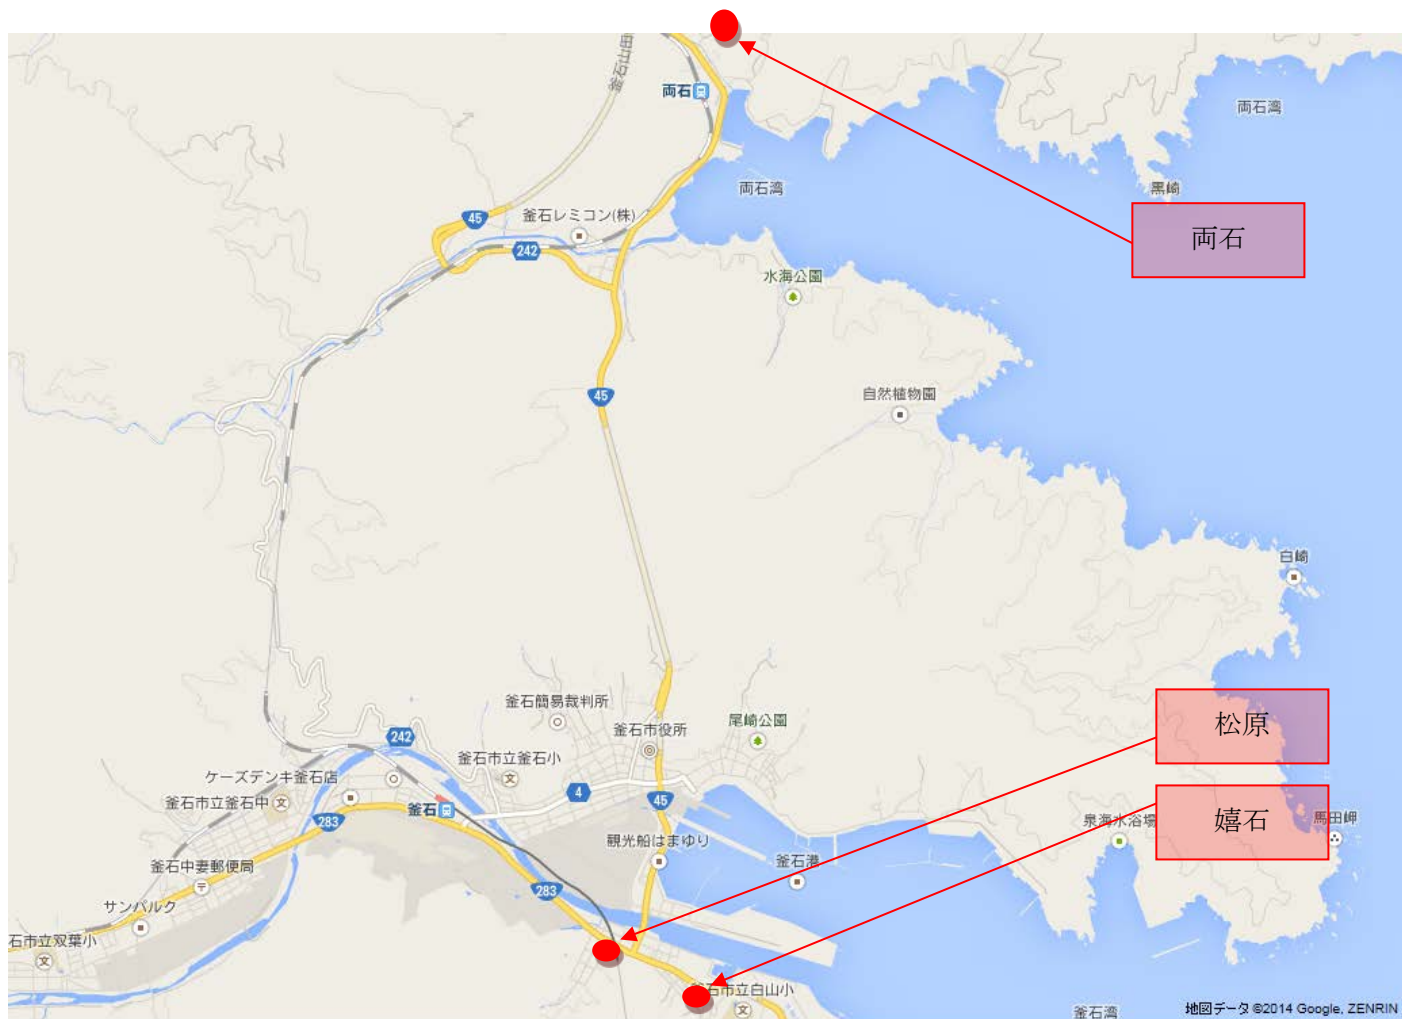 釜石山田
両石
両石湾
両石湾
黒崎
両石
45
釜石レミコン(株)
242
水海公園
45
自然植物園
白崎
釜石簡易裁判所
釜石市役所
尾崎公園
松原
242
釜石市立釜石小
ケーズデンキ釜石店
釜石市立釜石中
釜石
4
45
283
泉海水浴場
嬉石
馬田岬
観光船はまゆり
釜石港
釜石中妻郵便局
283
サンパルク
石市立双葉小
釜石市立白山小
釜石湾
地図データ ©2014 Google, ZENRIN